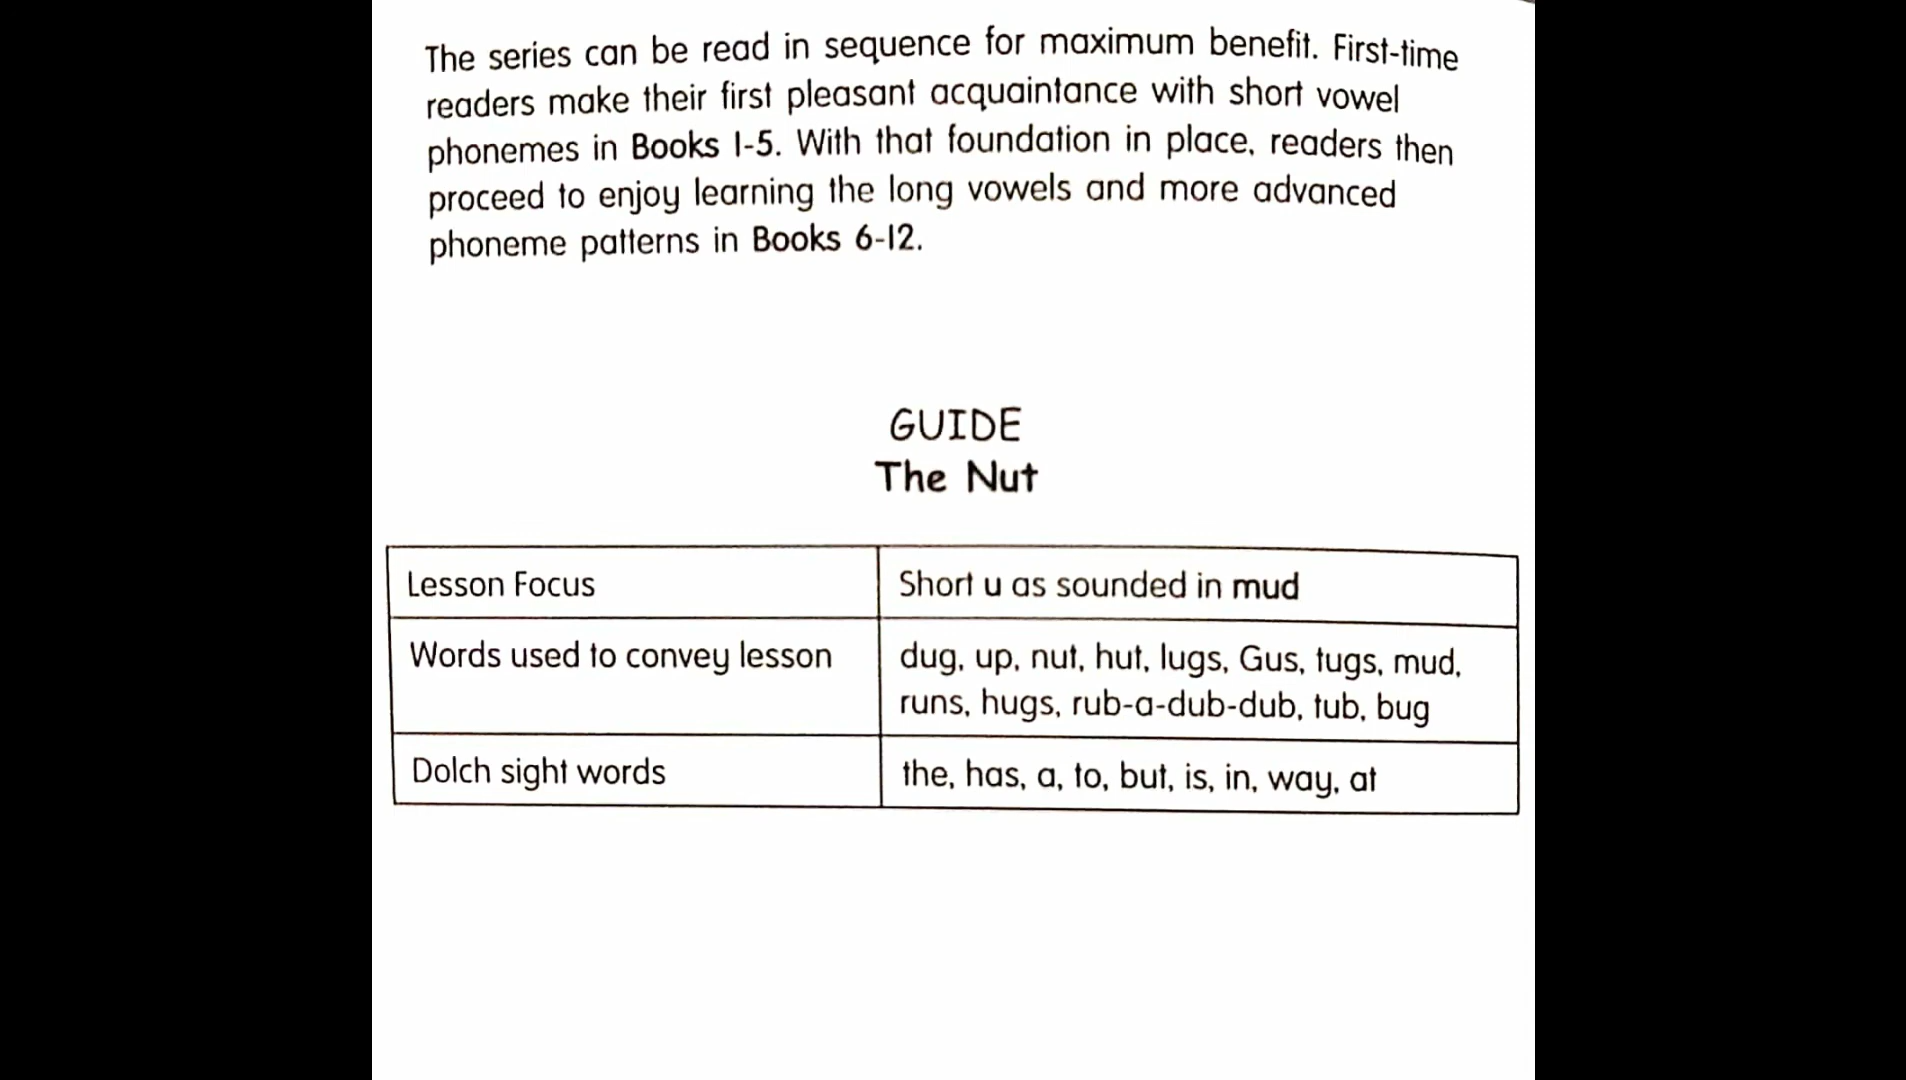 The series can be read in sequence for maximum benefit. First-time
readers make their first pleasant acquaintance with short vowel
phonemes in Books 1-5. With that foundation in place, readers then
proceed to enjoy learning the long vowels and more advanced
phoneme patterns in Books 6-12.
GUIDE
The Nut
Lesson Focus
Short u as sounded in mud
Words used to convey lesson
dug, up, nut, hut, lugs, Gus, tugs, mud,
runs, hugs, rub-a-dub-dub, tub, bug
Dolch sight words
the, has, a, to, but, is, in, way, at